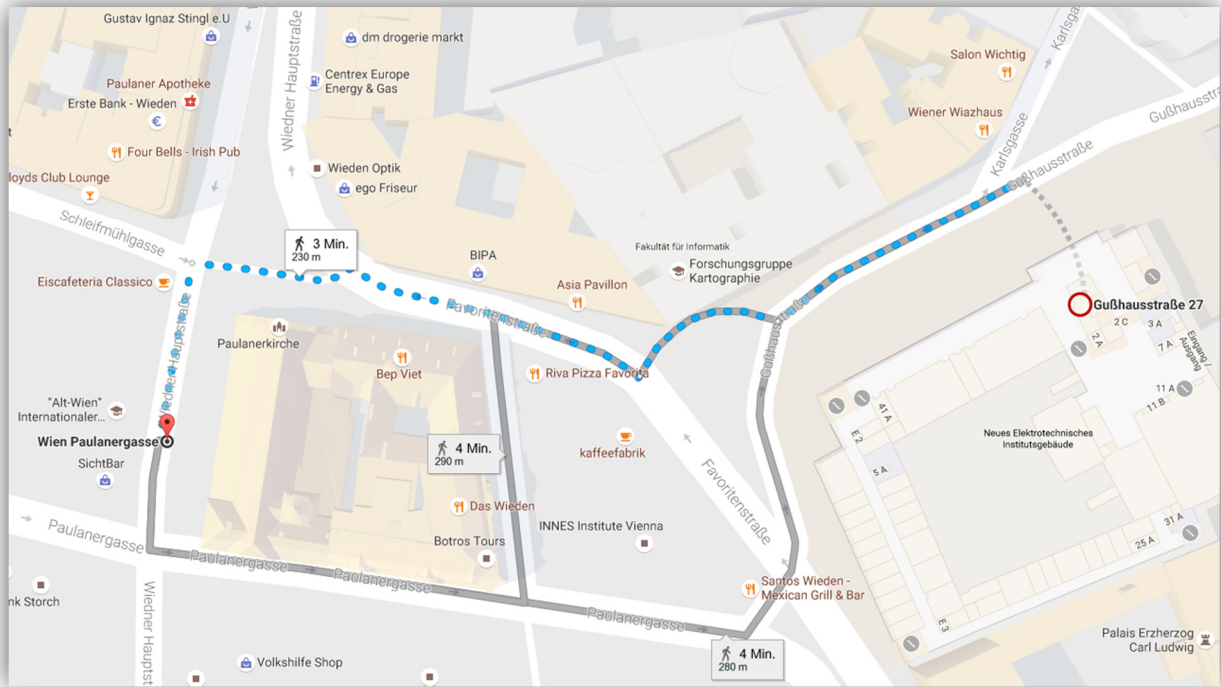 Gustav Ignaz Stingl e.U
Wiedner Hauptstraße
dm drogerie markt
Karlsga
Salon Wichtig
Paulaner Apotheke
Centrex Europe
Energy & Gas
Erste Bank - Wieden
€
Wiener Wiazhaus
Gußhausstra
t
Four Bells - Irish Pub
Karlsgasse
Wieden Optik
ego Friseur
Gußhausstraße
loyds Club Lounge
Schleifmühlgasse
3 Min.
230 m
BIPA
Fakultät für Informatik
Forschungsgruppe
Kartographie
Eiscafeteria Classico
Asia Pavillon
Favoritenstraße
Gußhausstraße 27
2 C
3 A
2 A
7 A
Eingang /
Ausgang
Wiedner Hauptstraße
Paulanerkirche
Gußhausstraße
Bep Viet
Riva Pizza Favorita
11 A
11 B
"Alt-Wien"
Internationaler...
41 A
E 2
Wien Paulanergasse
SichtBar
4 Min.
290 m
kaffeefabrik
Neues Elektrotechnisches
Institutsgebäude
5 A
Favoritenstraße
Das Wieden
INNES Institute Vienna
31 A
25 A
Paulanergasse
Botros Tours
Paulanergasse
Paulanergasse
Santos Wieden -
Mexican Grill & Bar
nk Storch
Wiedner Hauptst
Paulanergasse
E 3
4 Min.
280 m
Palais Erzherzog
Carl Ludwig
Volkshilfe Shop